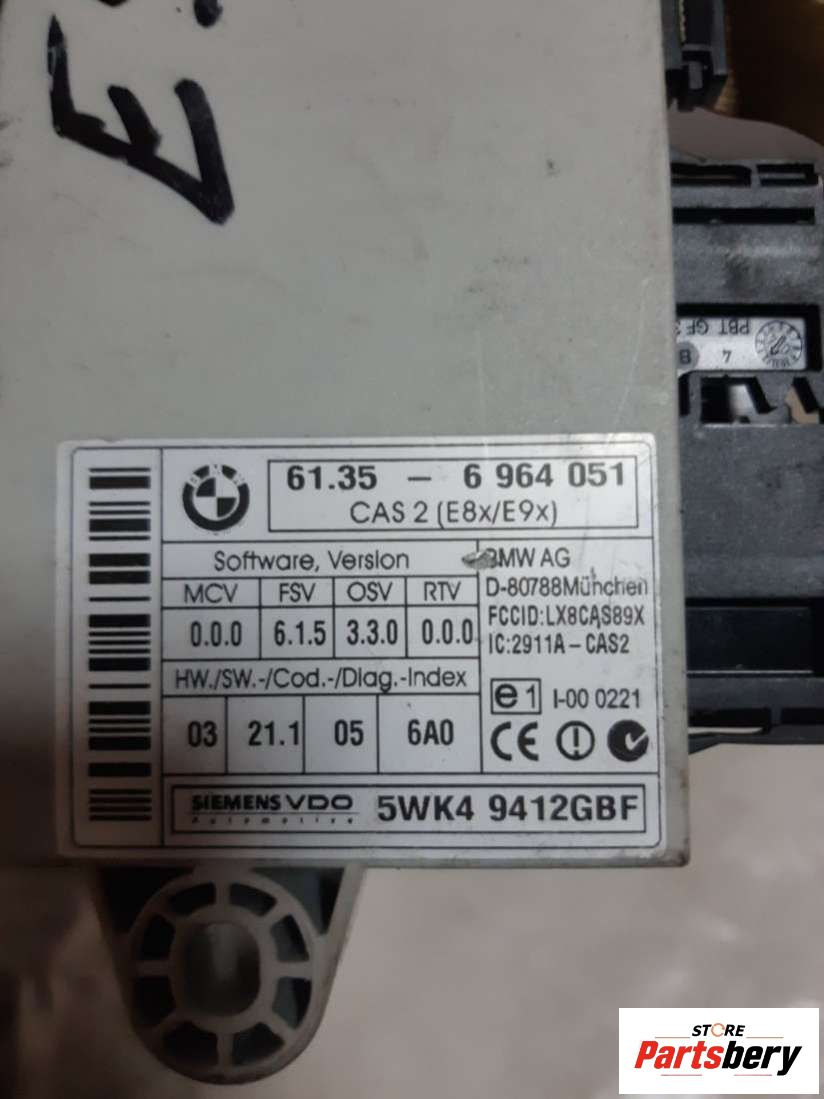 E
PBT GF
4 8
BMW
61.35 – 6 964 051
CAS 2 (E8x/E9x)
Software, Version
MCV FSV OSV RTV
0.0.0 6.1.5 3.3.0 0.0.0
HW./SW.-/Cod.-/Diag.-Index
03 21.1 05 6A0
BMW AG
D-80788München
FCCID:LX8CAS89X
IC:2911A – CAS2
e1 I-00 0221
CE
SIEMENS VDO
Automotive
5WK4 9412GBF
STORE
Partsbery